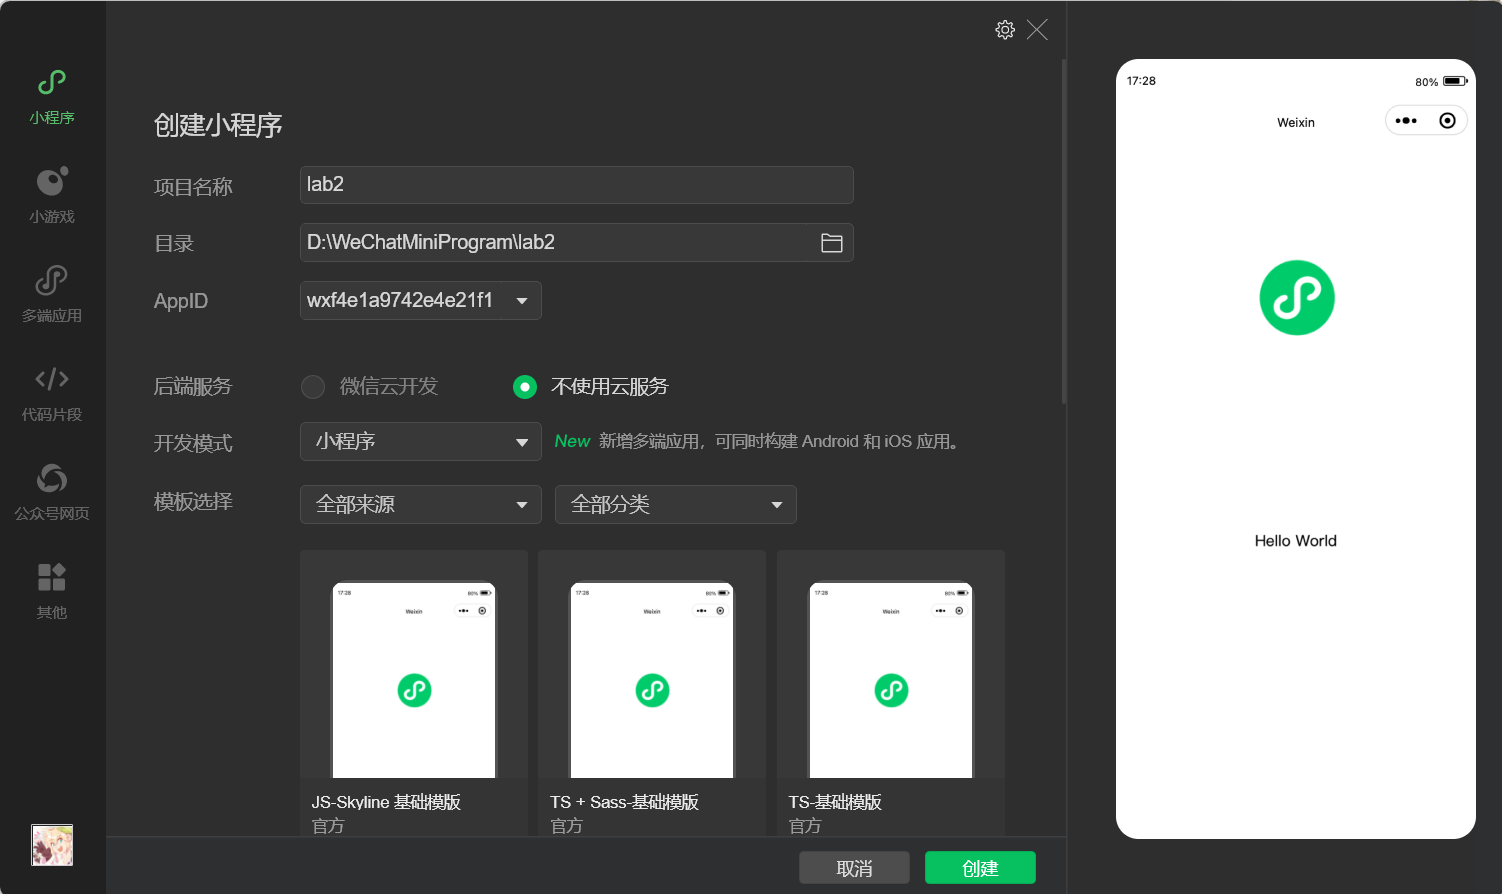 小程序
小游戏
多端应用
代码片段
公众号网页
其他
创建小程序
项目名称 lab2
目录 D:\WeChatMiniProgram\lab2
AppID wxf4e1a9742e4e21f1
后端服务 微信云开发 不使用云服务
开发模式 小程序 New 新增多端应用，可同时构建 Android 和 iOS 应用。
模板选择 全部来源 全部分类
17:28 80%
Weixin
17:28 80%
Weixin
17:28 80%
Weixin
JS-Skyline 基础模版
官方
TS + Sass-基础模版
官方
TS-基础模版
官方
取消 创建
17:28 80%
Weixin
Hello World